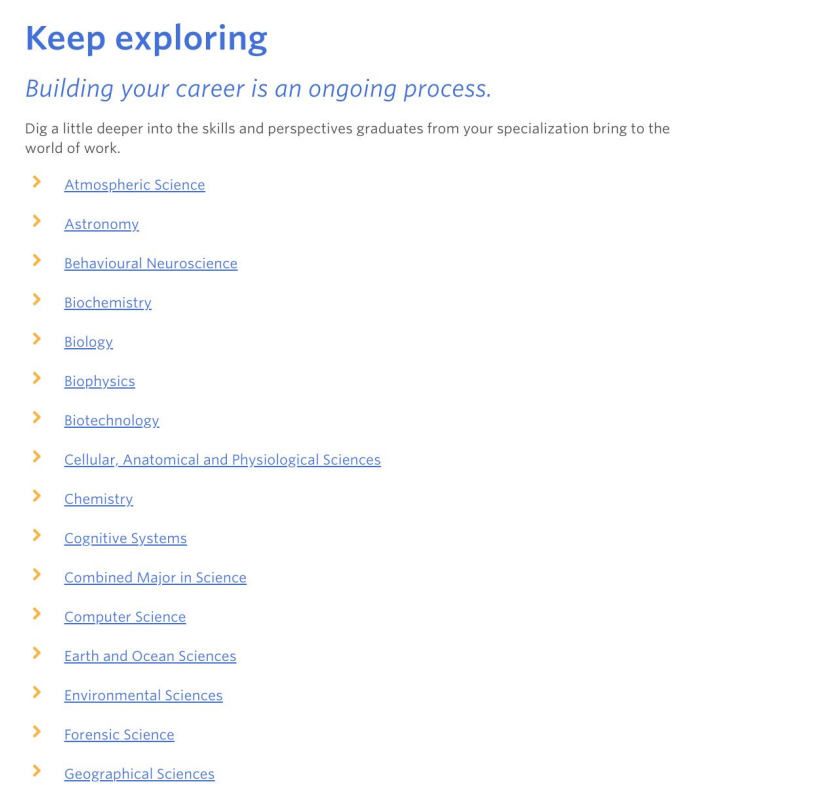 Keep exploring
Building your career is an ongoing process.
Dig a little deeper into the skills and perspectives graduates from your specialization bring to the
world of work.
Atmospheric Science
Astronomy
Behavioural Neuroscience
Biochemistry
Biology
Biophysics
Biotechnology
Cellular, Anatomical and Physiological Sciences
Chemistry
Cognitive Systems
Combined Major in Science
Computer Science
Earth and Ocean Sciences
Environmental Sciences
Forensic Science
Geographical Sciences